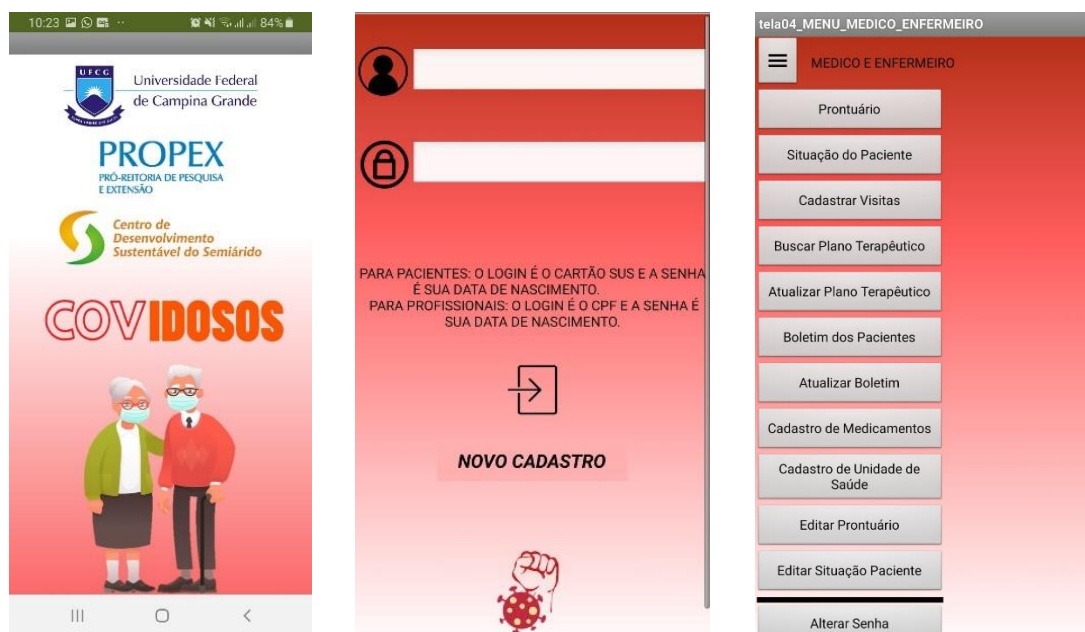 10:23
84%
UFCG
Universidade Federal
de Campina Grande
PROPEX
PRÓ-REITORIA DE PESQUISA
E EXTENSÃO
Centro de
Desenvolvimento
Sustentável do Semiárido
COVIDOSOS
PARA PACIENTES: O LOGIN É O CARTÃO SUS E A SENHA
É SUA DATA DE NASCIMENTO.
PARA PROFISSIONAIS: O LOGIN É O CPF E A SENHA É
SUA DATA DE NASCIMENTO.
NOVO CADASTRO
tela04_MENU_MEDICO_ENFERMEIRO
MEDICO E ENFERMEIRO
Prontuário
Situação do Paciente
Cadastrar Visitas
Buscar Plano Terapêutico
Atualizar Plano Terapêutico
Boletim dos Pacientes
Atualizar Boletim
Cadastro de Medicamentos
Cadastro de Unidade de
Saúde
Editar Prontuário
Editar Situação Paciente
Alterar Senha